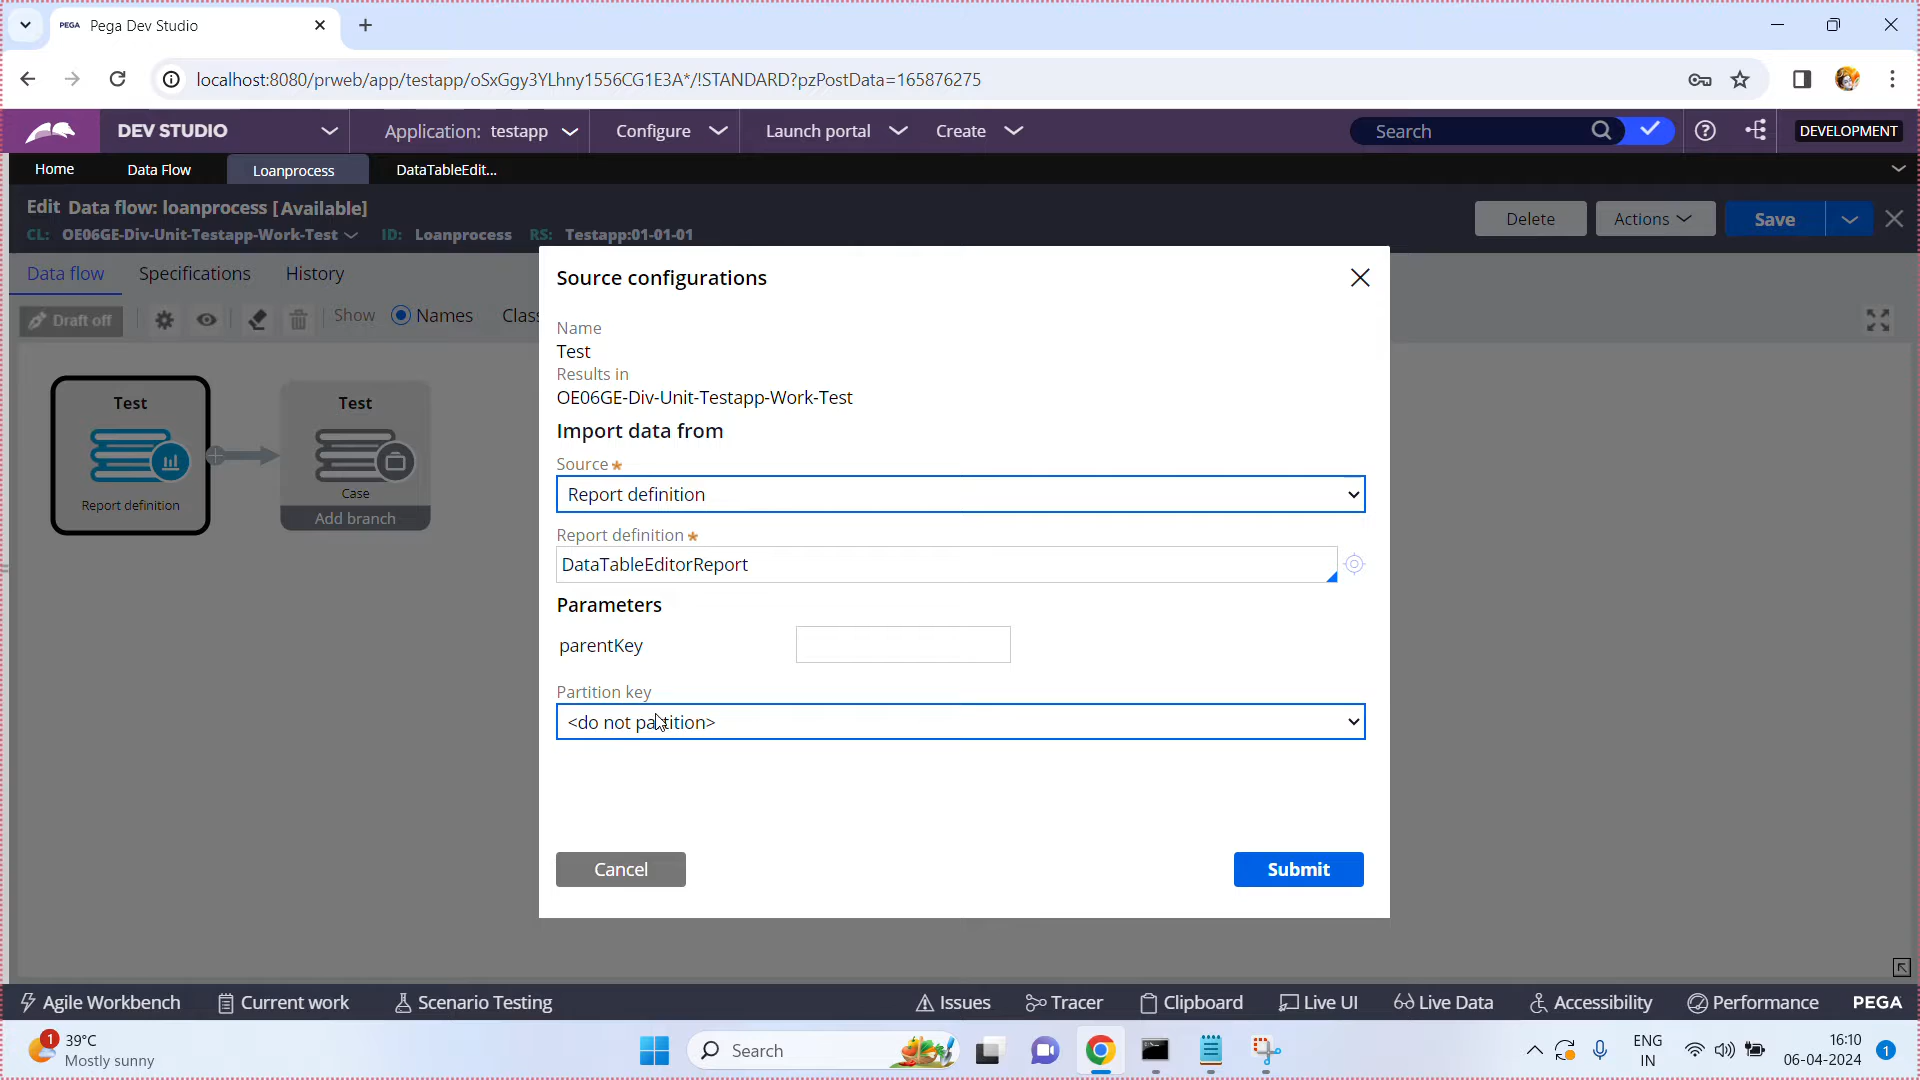 PEGA Pega Dev Studio
localhost:8080/prweb/app/testapp/oSxGgy3YLhny1556CG1E3A*/!STANDARD?pzPostData=165876275
DEV STUDIO Application: testapp Configure Launch portal Create Search DEVELOPMENT
Home Data Flow Loanprocess DataTableEdit...
Edit Data flow: loanprocess [Available]
CL: OE06GE-Div-Unit-Testapp-Work-Test ID: Loanprocess RS: Testapp:01-01-01
Delete Actions Save
Data flow Specifications History
Draft off Show Names Class
Test
Report definition
Test
Case
Add branch
Source configurations
Name
Test
Results in
OE06GE-Div-Unit-Testapp-Work-Test
Import data from
Source *
Report definition
Report definition *
DataTableEditorReport
Parameters
parentKey
Partition key
<do not partition>
Cancel Submit
Agile Workbench Current work Scenario Testing Issues Tracer Clipboard Live UI Live Data Accessibility Performance PEGA
1 39°C
Mostly sunny
Search
ENG
IN
16:10
06-04-2024
1